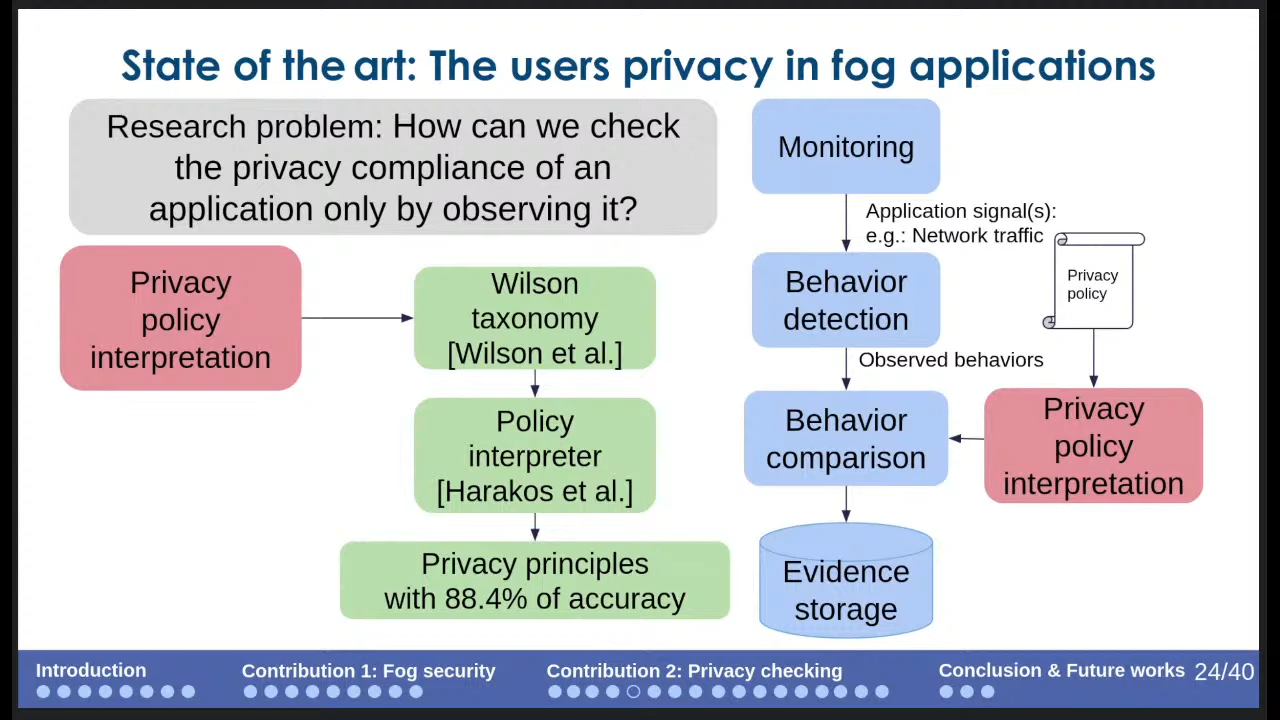 State of the art: The users privacy in fog applications
Research problem: How can we check
the privacy compliance of an
application only by observing it?
Privacy
policy
interpretation
Wilson
taxonomy
[Wilson et al.]
Policy
interpreter
[Harakos et al.]
Privacy principles
with 88.4% of accuracy
Monitoring
Application signal(s):
e.g.: Network traffic
Privacy
policy
Behavior
detection
Observed behaviors
Behavior
comparison
Privacy
policy
interpretation
Evidence
storage
Introduction
Contribution 1: Fog security
Contribution 2: Privacy checking
Conclusion & Future works
24/40